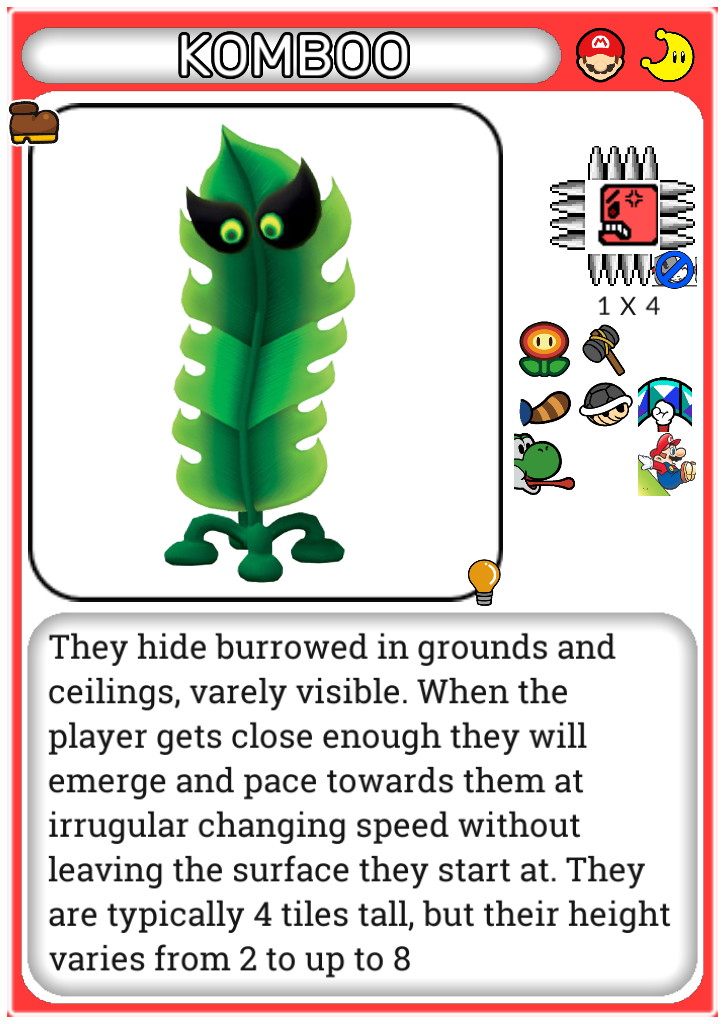 KOMBOO
1 X 4
They hide burrowed in grounds and
ceilings, varely visible. When the
player gets close enough they will
emerge and pace towards them at
irrugular changing speed without
leaving the surface they start at. They
are typically 4 tiles tall, but their height
varies from 2 to up to 8